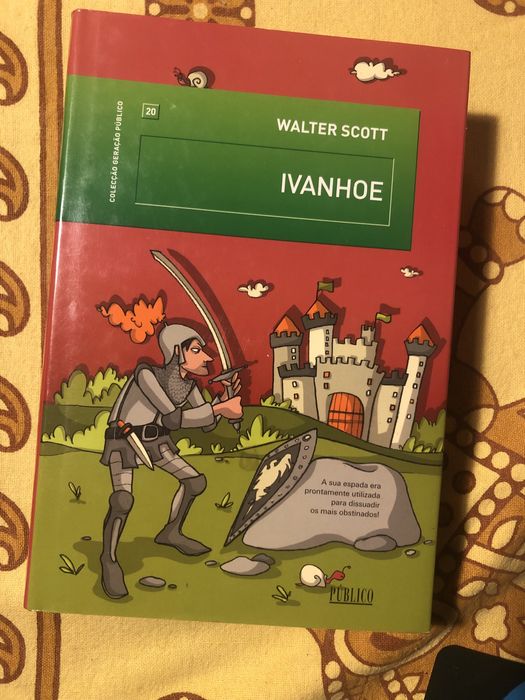 COLECÇÃO GERAÇÃO PÚBLICO
20
WALTER SCOTT
IVANHOE
A sua espada era
prontamente utilizada
para dissuadir
os mais obstinados!
PÚBLICO